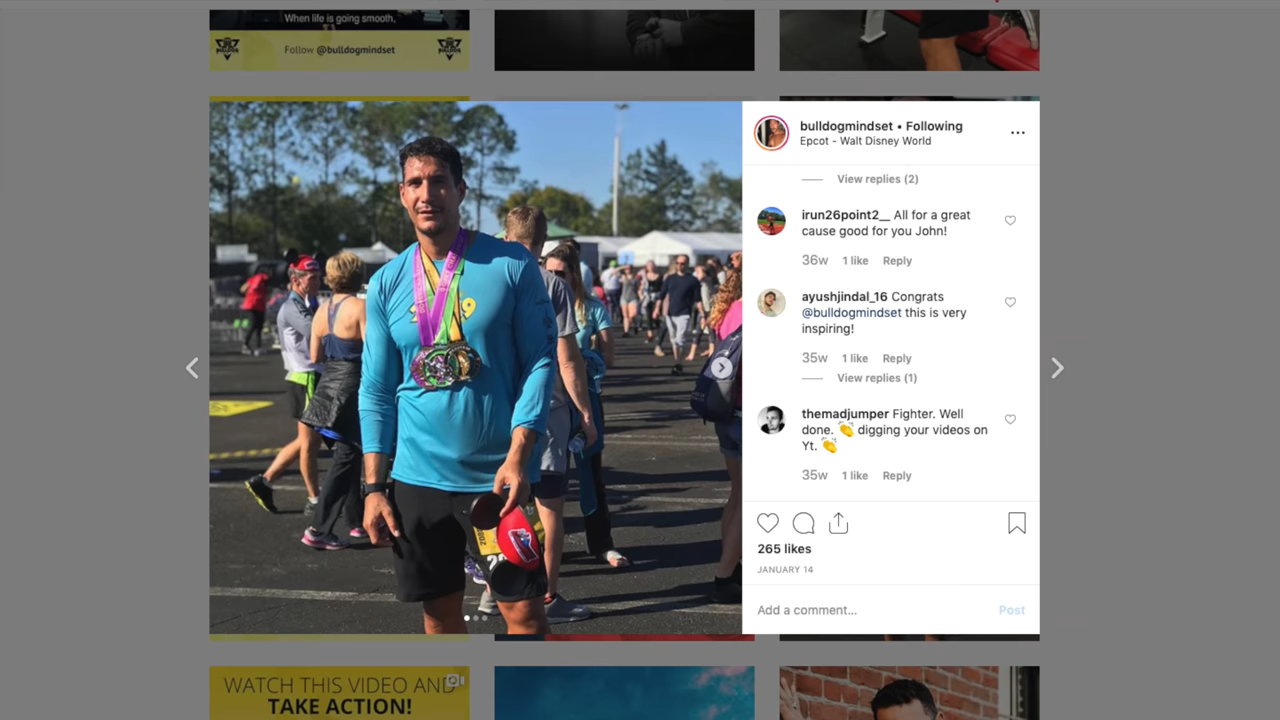 When life is going smooth,
Follow @bulldogmindset
bulldogmindset • Following
Epcot - Walt Disney World
View replies (2)
irun26point2__ All for a great
cause good for you John!
36w 1 like Reply
ayushjindal_16 Congrats
@bulldogmindset this is very
inspiring!
35w 1 like Reply
View replies (1)
themadjumper Fighter. Well
done. 👏 digging your videos on
Yt. 👏
35w 1 like Reply
265 likes
JANUARY 14
Add a comment... Post
WATCH THIS VIDEO AND
TAKE ACTION!